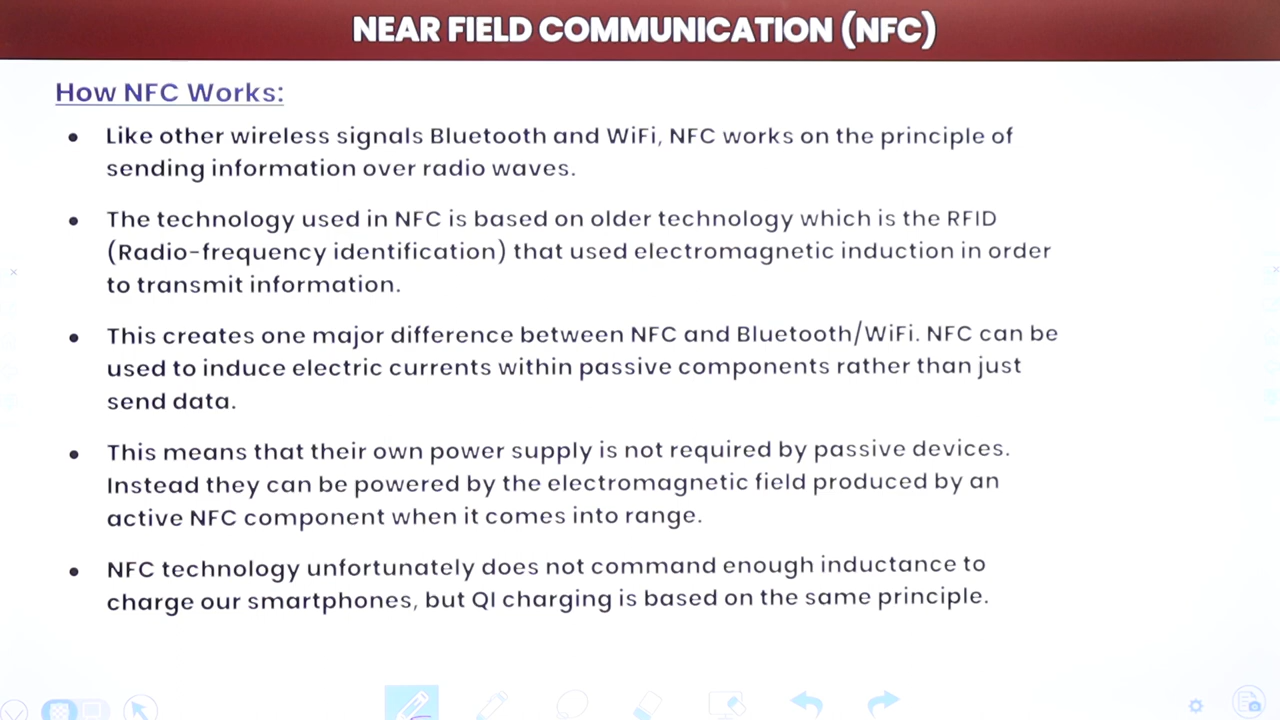 NEAR FIELD COMMUNICATION (NFC)
How NFC Works:
• Like other wireless signals Bluetooth and WiFi, NFC works on the principle of
sending information over radio waves.
• The technology used in NFC is based on older technology which is the RFID
(Radio-frequency identification) that used electromagnetic induction in order
to transmit information.
• This creates one major difference between NFC and Bluetooth/WiFi. NFC can be
used to induce electric currents within passive components rather than just
send data.
• This means that their own power supply is not required by passive devices.
Instead they can be powered by the electromagnetic field produced by an
active NFC component when it comes into range.
• NFC technology unfortunately does not command enough inductance to
charge our smartphones, but QI charging is based on the same principle.